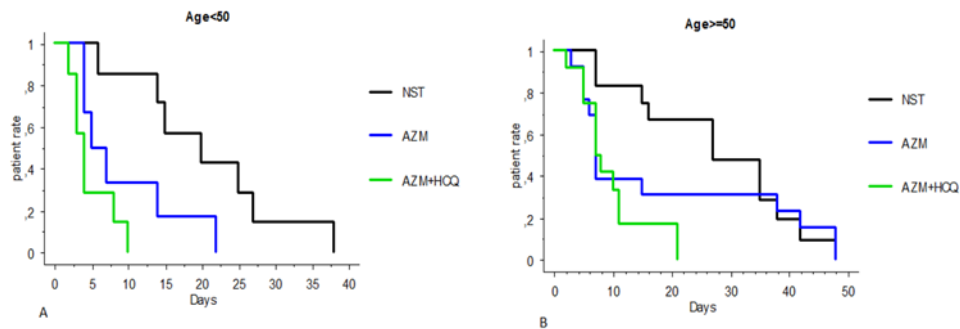 Age<50
1
,8
,6
,4
,2
0
patient rate
0 5 10 15 20 25 30 35 40
Days
NST
AZM
AZM+HCQ
A
Age>=50
1
,8
,6
,4
,2
0
patient rate
0 10 20 30 40 50
Days
NST
AZM
AZM+HCQ
B